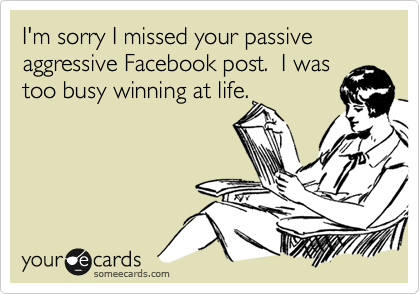 I'm sorry I missed your passive
aggressive Facebook post.  I was
too busy winning at life.
your e cards
someecards.com